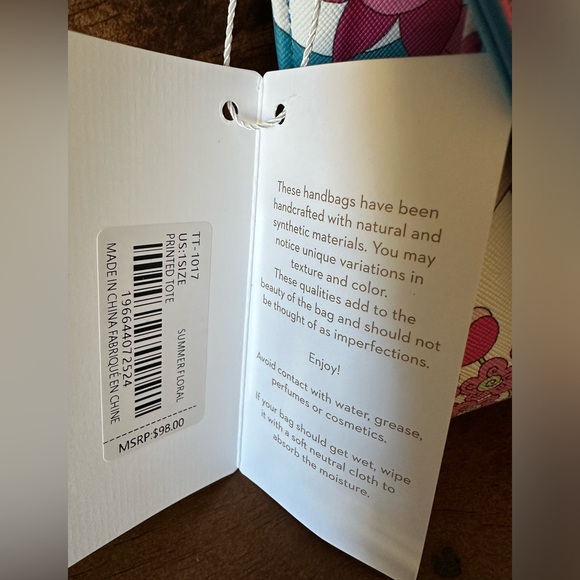 TT-1017
US:1SIZE
PRINTED TOTE SUMMER FLORAL
196644072524
MADE IN CHINA FABRIQUÉ EN CHINE
MSRP:$98.00
These handbags have been
handcrafted with natural and
synthetic materials. You may
notice unique variations in
texture and color.
These qualities add to the
beauty of the bag and should not
be thought of as imperfections.
Enjoy!
Avoid contact with water, grease,
perfumes or cosmetics.
If your bag should get wet, wipe
it with a soft neutral cloth to
absorb the moisture.